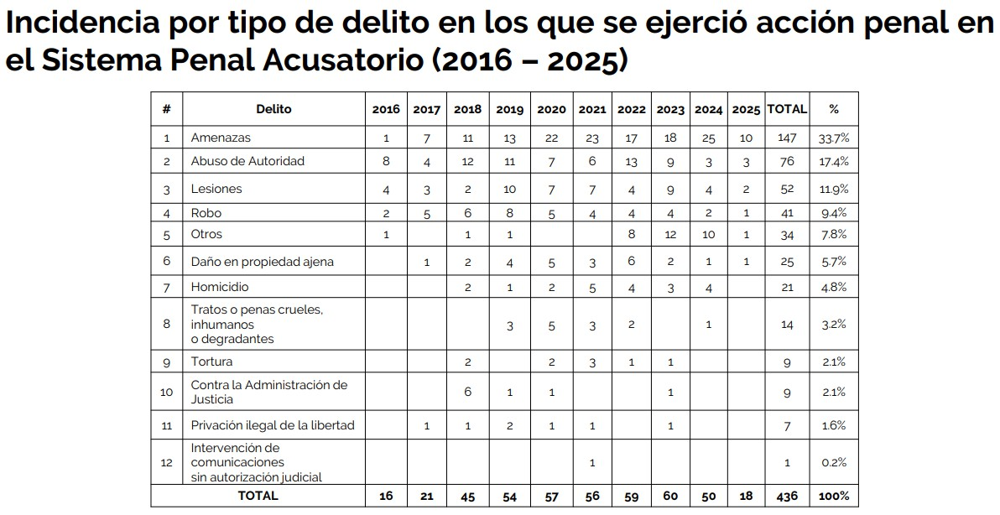 Incidencia por tipo de delito en los que se ejerció acción penal en
el Sistema Penal Acusatorio (2016 – 2025)
# Delito 2016 2017 2018 2019 2020 2021 2022 2023 2024 2025 TOTAL %
1 Amenazas 1 7 11 13 22 23 17 18 25 10 147 33.7%
2 Abuso de Autoridad 8 4 12 11 7 6 13 9 3 3 76 17.4%
3 Lesiones 4 3 2 10 7 7 4 9 4 2 52 11.9%
4 Robo 2 5 6 8 5 4 4 4 2 1 41 9.4%
5 Otros 1 1 1 8 12 10 1 34 7.8%
6 Daño en propiedad ajena 1 2 4 5 3 6 2 1 1 25 5.7%
7 Homicidio 2 1 2 5 4 3 4 21 4.8%
Tratos o penas crueles,
8 inhumanos 3 5 3 2 1 14 3.2%
o degradantes
9 Tortura 2 2 3 1 1 9 2.1%
10 Contra la Administración de
Justicia 6 1 1 1 9 2.1%
11 Privación ilegal de la libertad 1 1 2 1 1 1 7 1.6%
Intervención de
12 comunicaciones 1 1 0.2%
sin autorización judicial
TOTAL 16 21 45 54 57 56 59 60 50 18 436 100%